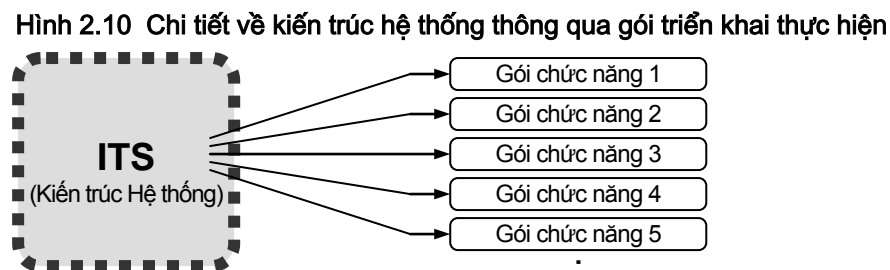 Hình 2.10 Chi tiết về kiến trúc hệ thống thông qua gói triển khai thực hiện
ITS
(Kiến trúc Hệ thống)
Gói chức năng 1
Gói chức năng 2
Gói chức năng 3
Gói chức năng 4
Gói chức năng 5